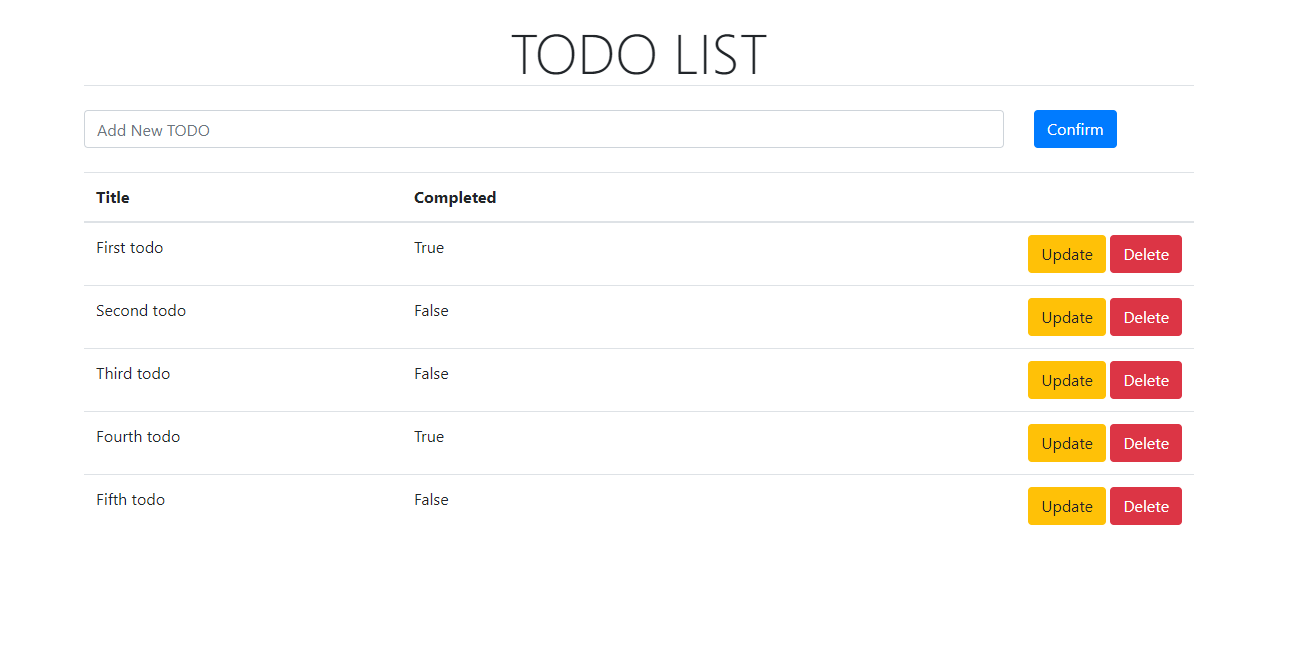 TODO LIST
Add New TODO Confirm
Title Completed
First todo True Update Delete
Second todo False Update Delete
Third todo False Update Delete
Fourth todo True Update Delete
Fifth todo False Update Delete